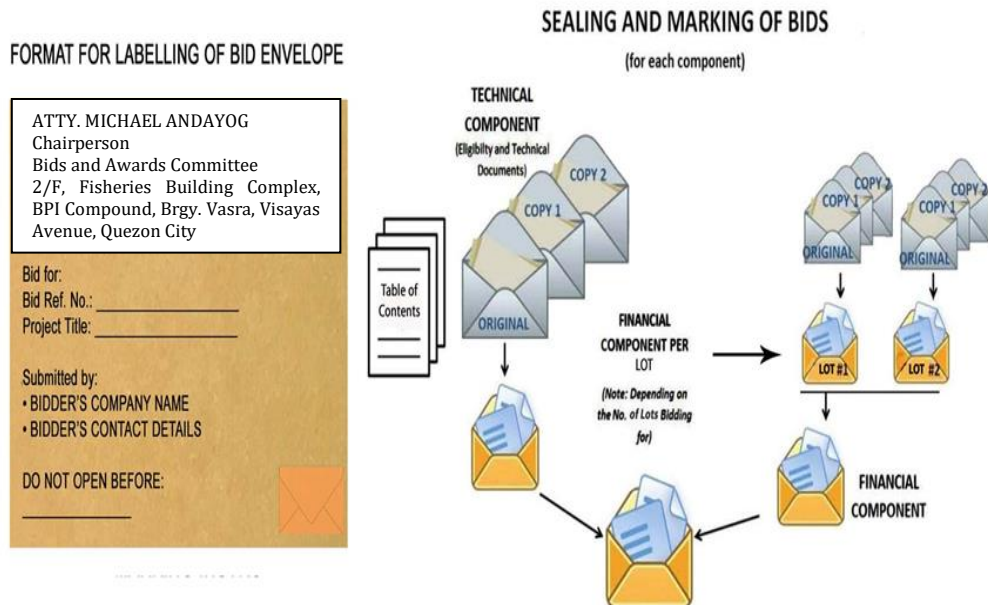 FORMAT FOR LABELLING OF BID ENVELOPE
ATTY. MICHAEL ANDAYOG
Chairperson
Bids and Awards Committee
2/F, Fisheries Building Complex,
BPI Compound, Brgy. Vasra, Visayas
Avenue, Quezon City
Bid for:
Bid Ref. No.: ____________________
Project Title: ____________________
Submitted by:
• BIDDER'S COMPANY NAME
• BIDDER'S CONTACT DETAILS
DO NOT OPEN BEFORE:
_______________
SEALING AND MARKING OF BIDS
(for each component)
TECHNICAL
COMPONENT
(Eligibilty and Technical
Documents)
COPY 2
COPY 1
ORIGINAL
Table of
Contents
FINANCIAL
COMPONENT PER
LOT
(Note: Depending on
the No. of Lots Bidding
for)
COPY 2
COPY 1
ORIGINAL
COPY 2
COPY 1
ORIGINAL
LOT #1
LOT #2
FINANCIAL
COMPONENT